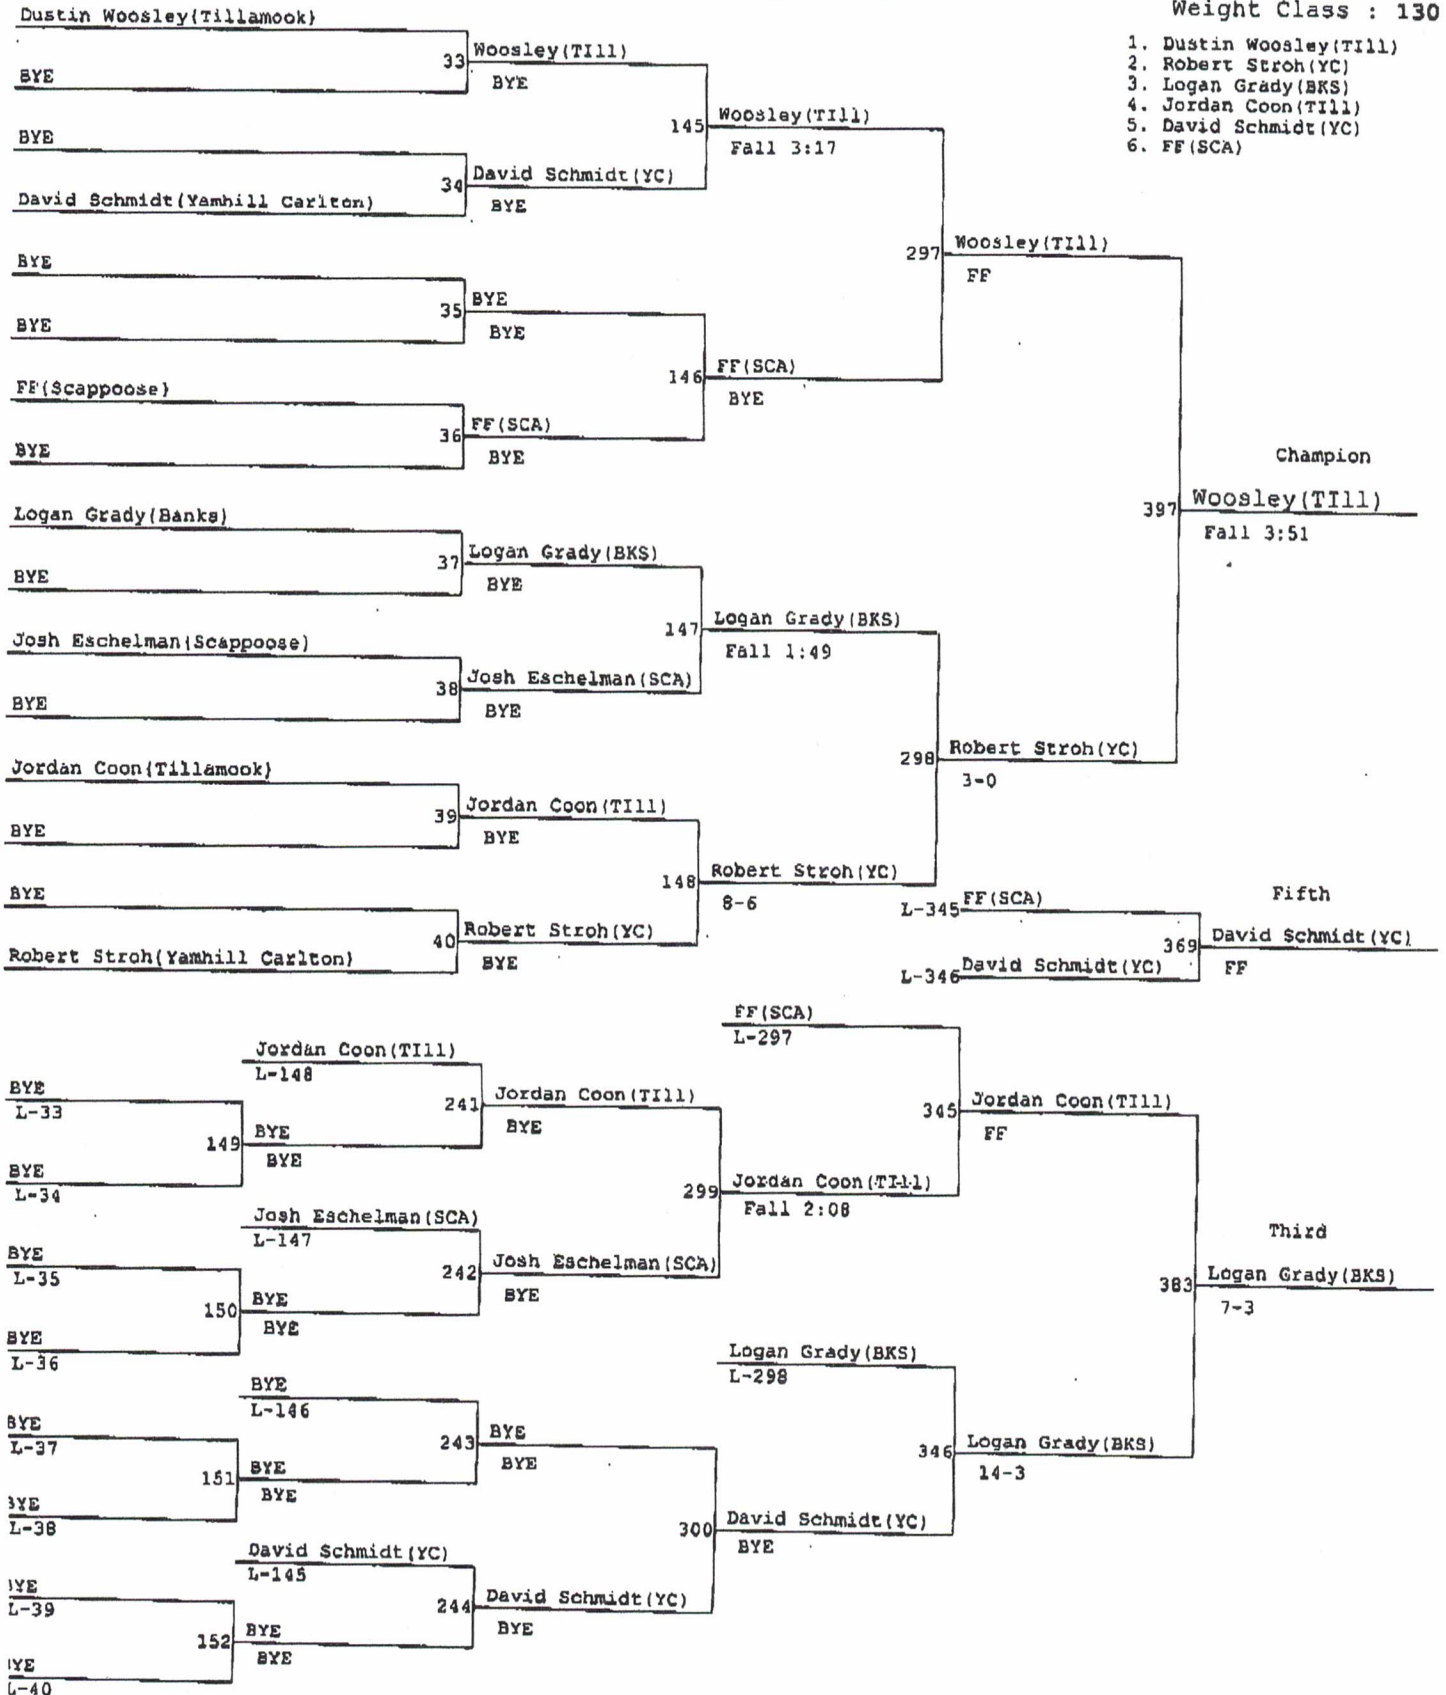 Weight Class : 130
1. Dustin Woosley(TIll)
2. Robert Stroh(YC)
3. Logan Grady(BKS)
4. Jordan Coon(TIll)
5. David Schmidt(YC)
6. FF(SCA)
Dustin Woosley(Tillamook)
33 Woosley(TIll)
BYE
BYE
145 Woosley(TIll)
Fall 3:17
BYE
34 David Schmidt(YC)
David Schmidt(Yamhill Carlton)
BYE
297 Woosley(TIll)
FF
BYE
35 BYE
BYE
BYE
146 FF(SCA)
BYE
FF(Scappoose)
36 FF(SCA)
BYE
BYE
Champion
397 Woosley(TIll)
Fall 3:51
Logan Grady(Banks)
37 Logan Grady(BKS)
BYE
BYE
147 Logan Grady(BKS)
Fall 1:49
Josh Eschelman(Scappoose)
38 Josh Eschelman(SCA)
BYE
BYE
298 Robert Stroh(YC)
3-0
Jordan Coon(Tillamook)
39 Jordan Coon(TIll)
BYE
BYE
148 Robert Stroh(YC)
8-6
BYE
40 Robert Stroh(YC)
Robert Stroh(Yamhill Carlton)
BYE
Fifth
L-345 FF(SCA)
369 David Schmidt(YC)
FF
L-346 David Schmidt(YC)
FF(SCA)
L-297
Jordan Coon(TIll)
L-148
BYE
L-33
241 Jordan Coon(TIll)
BYE
345 Jordan Coon(TIll)
FF
149 BYE
BYE
BYE
L-34
299 Jordan Coon(TIll)
Fall 2:08
Josh Eschelman(SCA)
L-147
Third
BYE
L-35
242 Josh Eschelman(SCA)
BYE
383 Logan Grady(BKS)
7-3
150 BYE
BYE
BYE
L-36
Logan Grady(BKS)
L-298
BYE
L-146
BYE
L-37
243 BYE
BYE
346 Logan Grady(BKS)
14-3
151 BYE
BYE
BYE
L-38
300 David Schmidt(YC)
BYE
David Schmidt(YC)
L-145
BYE
L-39
244 David Schmidt(YC)
BYE
152 BYE
BYE
BYE
L-40